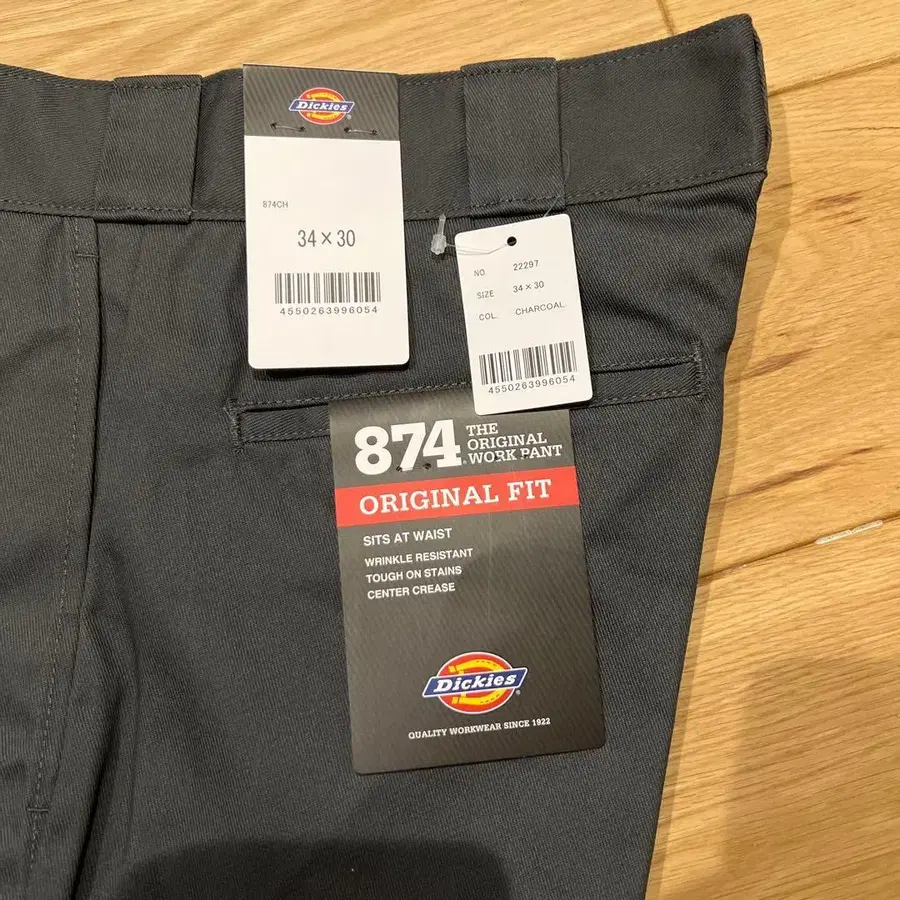 Dickies
874CH
34×30
4550263996054
NO. 22297
SIZE 34×30
COL. CHARCOAL
4550263996054
874 THE
ORIGINAL
WORK PANT
ORIGINAL FIT
SITS AT WAIST
WRINKLE RESISTANT
TOUGH ON STAINS
CENTER CREASE
Dickies
QUALITY WORKWEAR SINCE 1922